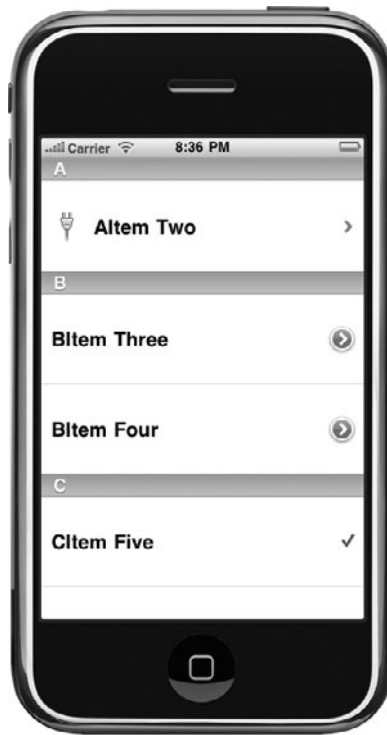 Carrier 8:36 PM
A
AItem Two
B
BItem Three
BItem Four
C
CItem Five